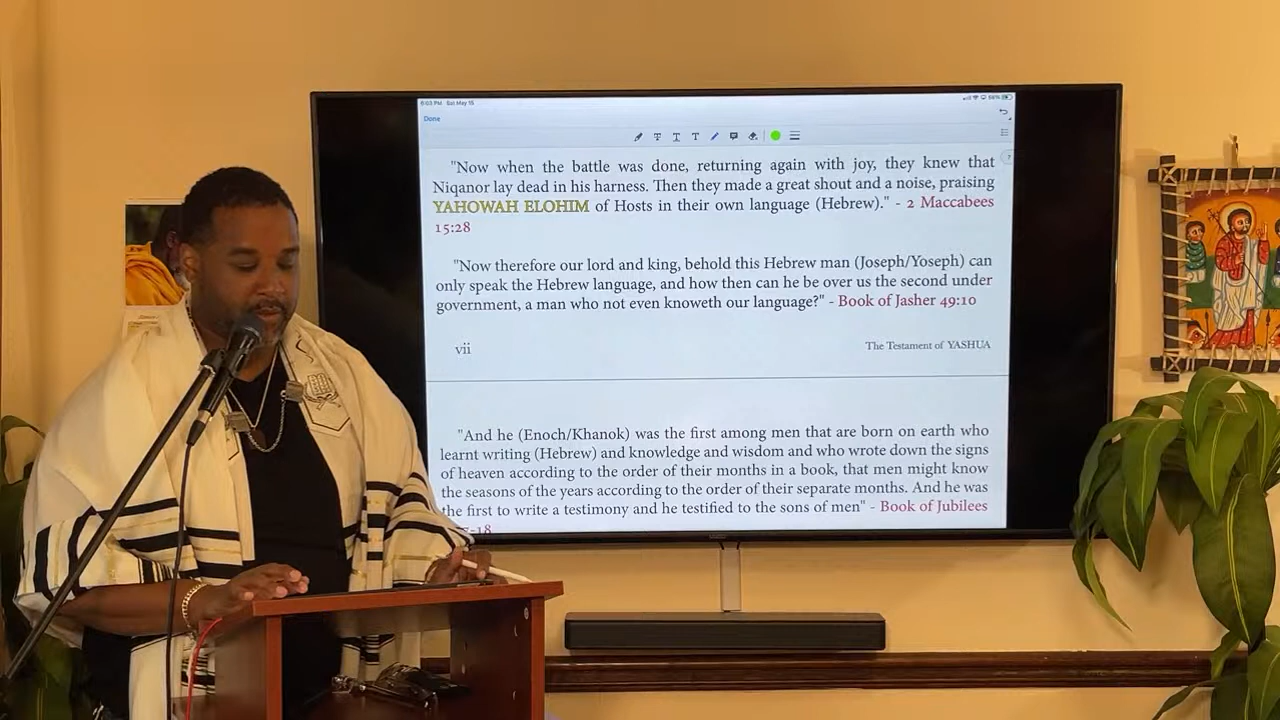 6:03 PM Sat May 15
58%
Done
"Now when the battle was done, returning again with joy, they knew that
Niqanor lay dead in his harness. Then they made a great shout and a noise, praising
YAHOWAH ELOHIM of Hosts in their own language (Hebrew)." - 2 Maccabees
15:28
"Now therefore our lord and king, behold this Hebrew man (Joseph/Yoseph) can
only speak the Hebrew language, and how then can he be over us the second under
government, a man who not even knoweth our language?" - Book of Jasher 49:10
vii
The Testament of YASHUA
"And he (Enoch/Khanok) was the first among men that are born on earth who
learnt writing (Hebrew) and knowledge and wisdom and who wrote down the signs
of heaven according to the order of their months in a book, that men might know
the seasons of the years according to the order of their separate months. And he was
the first to write a testimony and he testified to the sons of men" - Book of Jubilees
-18